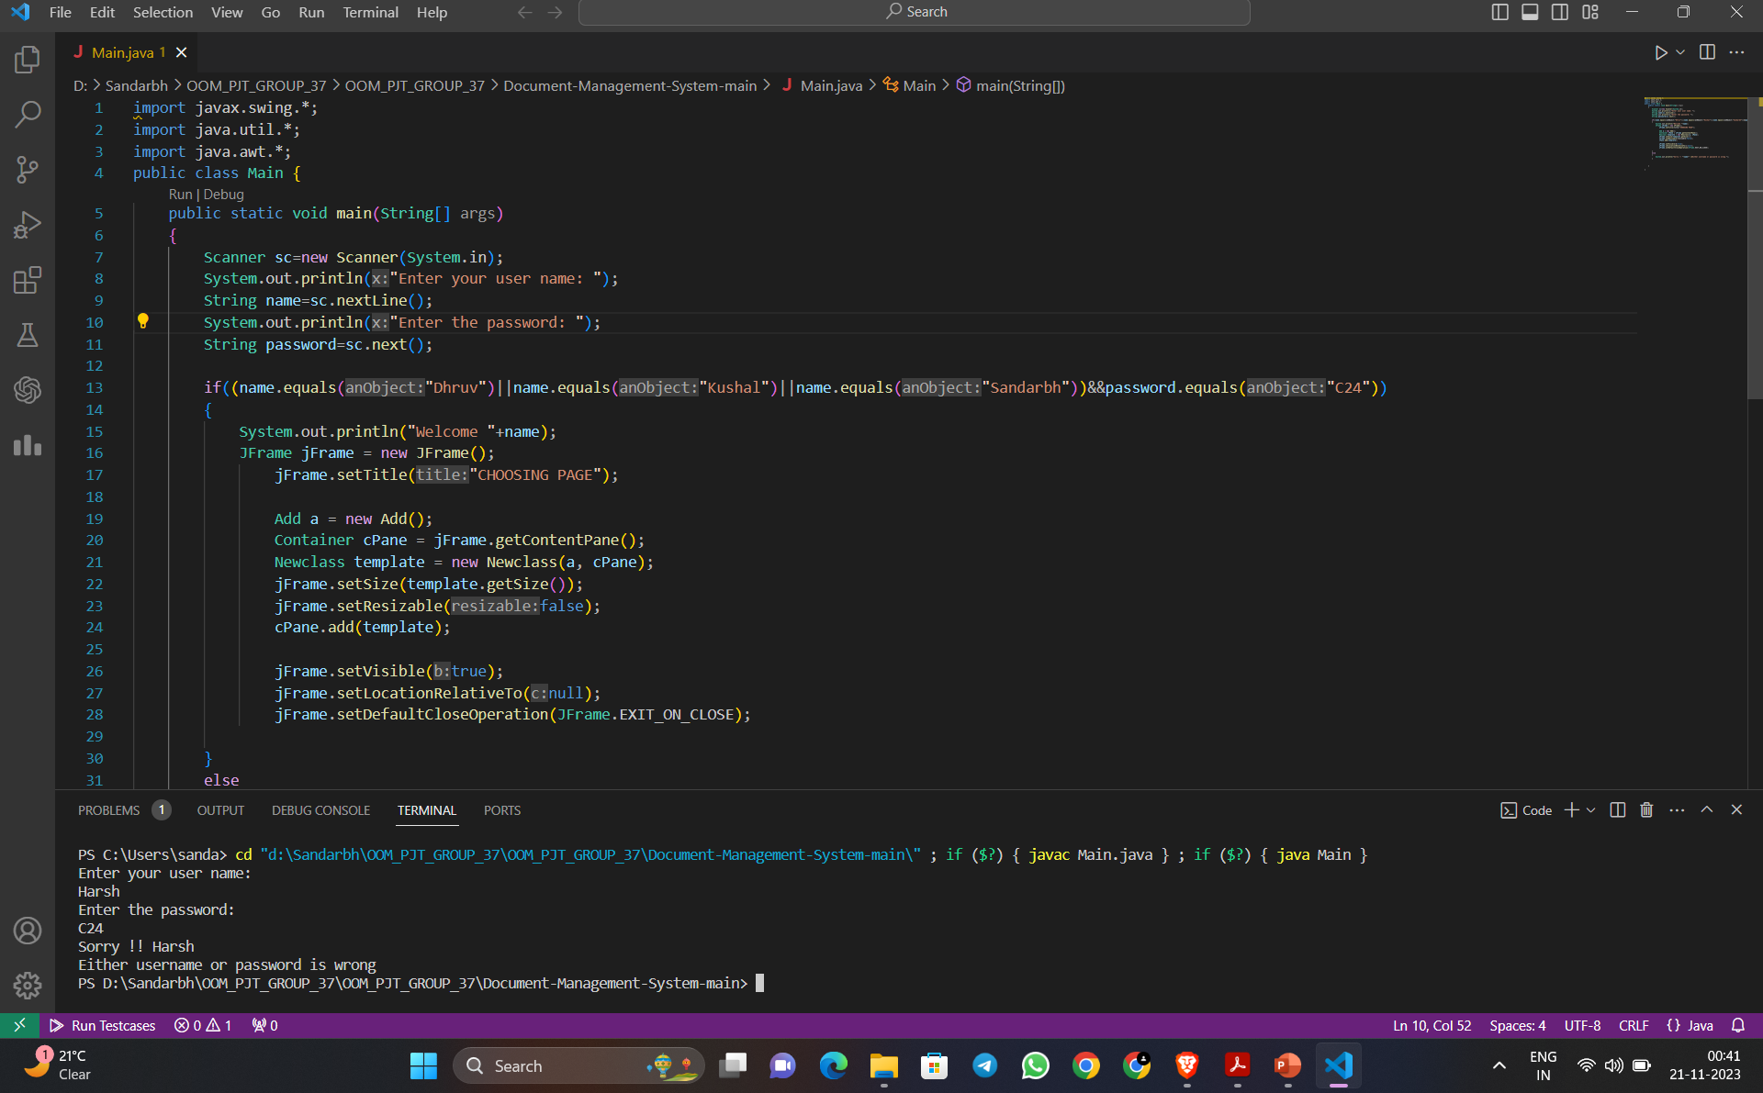 File Edit Selection View Go Run Terminal Help
Search
J Main.java 1
D: > Sandarbh > OOM_PJT_GROUP_37 > OOM_PJT_GROUP_37 > Document-Management-System-main > J Main.java > Main > main(String[])
1 import javax.swing.*;
2 import java.util.*;
3 import java.awt.*;
4 public class Main {
Run | Debug
5 public static void main(String[] args)
6 {
7 Scanner sc=new Scanner(System.in);
8 System.out.println(x:"Enter your user name: ");
9 String name=sc.nextLine();
10 System.out.println(x:"Enter the password: ");
11 String password=sc.next();
12
13 if((name.equals(anObject:"Dhruv")||name.equals(anObject:"Kushal")||name.equals(anObject:"Sandarbh"))&&password.equals(anObject:"C24"))
14 {
15 System.out.println("Welcome "+name);
16 JFrame jFrame = new JFrame();
17 jFrame.setTitle(title:"CHOOSING PAGE");
18
19 Add a = new Add();
20 Container cPane = jFrame.getContentPane();
21 Newclass template = new Newclass(a, cPane);
22 jFrame.setSize(template.getSize());
23 jFrame.setResizable(resizable:false);
24 cPane.add(template);
25
26 jFrame.setVisible(b:true);
27 jFrame.setLocationRelativeTo(c:null);
28 jFrame.setDefaultCloseOperation(JFrame.EXIT_ON_CLOSE);
29
30 }
31 else
PROBLEMS 1 OUTPUT DEBUG CONSOLE TERMINAL PORTS
Code
PS C:\Users\sanda> cd "d:\Sandarbh\OOM_PJT_GROUP_37\OOM_PJT_GROUP_37\Document-Management-System-main\" ; if ($?) { javac Main.java } ; if ($?) { java Main }
Enter your user name:
Harsh
Enter the password:
C24
Sorry !! Harsh
Either username or password is wrong
PS D:\Sandarbh\OOM_PJT_GROUP_37\OOM_PJT_GROUP_37\Document-Management-System-main>
Run Testcases 0 1 0 Ln 10, Col 52 Spaces: 4 UTF-8 CRLF {} Java
1 21°C
Clear
Search
ENG
IN
00:41
21-11-2023